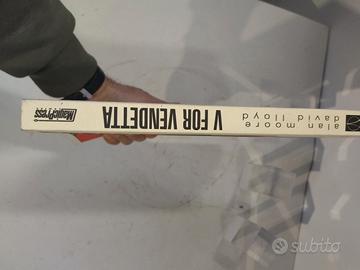 alan moore
david lloyd
V FOR VENDETTA
MagicPress
subito